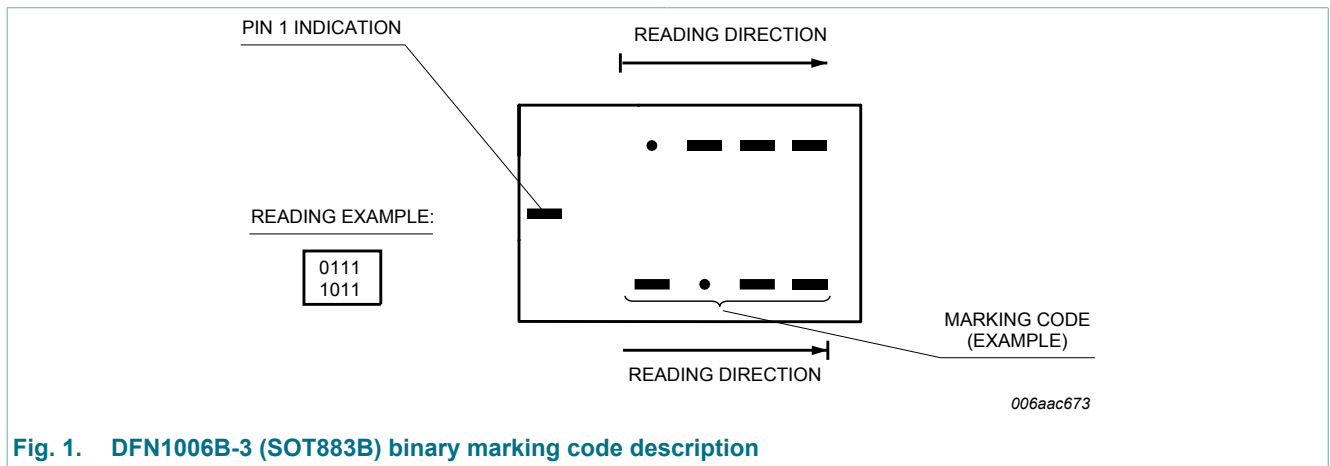 PIN 1 INDICATION
READING DIRECTION
READING EXAMPLE:
0111
1011
MARKING CODE
(EXAMPLE)
READING DIRECTION
006aac673
Fig. 1. DFN1006B-3 (SOT883B) binary marking code description